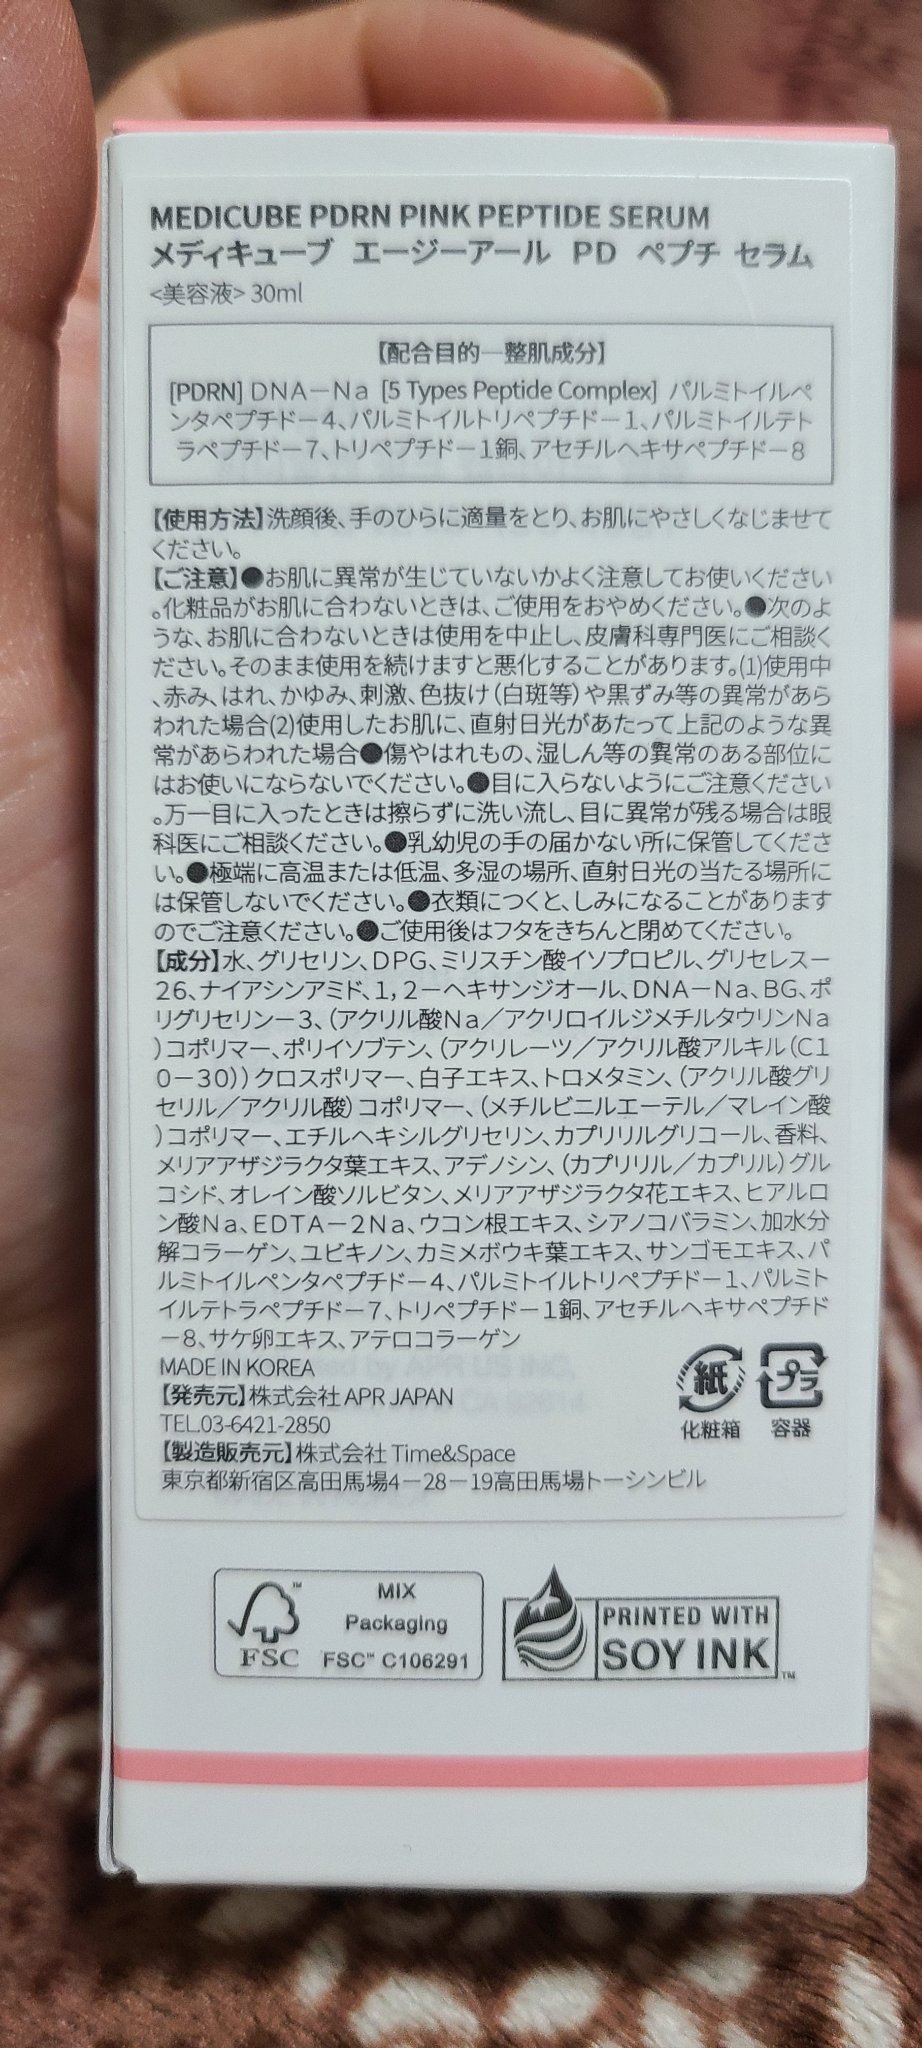 MEDICUBE PDRN PINK PEPTIDE SERUM
メディキューブ エージーアール PD ペプチ セラム
<美容液> 30ml
【配合目的―整肌成分】
[PDRN] DNA－Na [5 Types Peptide Complex] パルミトイルペ
ンタペプチドー4、パルミトイルトリペプチドー1、パルミトイルテト
ラペプチドー7、トリペプチドー1銅、アセチルヘキサペプチドー8
【使用方法】洗顔後、手のひらに適量をとり、お肌にやさしくなじませて
ください。
【ご注意】●お肌に異常が生じていないかよく注意してお使いください
。化粧品がお肌に合わないときは、ご使用をおやめください。●次のよ
うな、お肌に合わないときは使用を中止し、皮膚科専門医にご相談く
ださい。そのまま使用を続けますと悪化することがあります。(1)使用中
、赤み、はれ、かゆみ、刺激、色抜け（白斑等）や黒ずみ等の異常があら
われた場合(2)使用したお肌に、直射日光があたって上記のような異
常があらわれた場合●傷やはれもの、湿しん等の異常のある部位に
はお使いにならないでください。●目に入らないようにご注意ください
。万一目に入ったときは擦らずに洗い流し、目に異常が残る場合は眼
科医にご相談ください。●乳幼児の手の届かない所に保管してくださ
い。●極端に高温または低温、多湿の場所、直射日光の当たる場所に
は保管しないでください。●衣類につくと、しみになることがあります
のでご注意ください。●ご使用後はフタをきちんと閉めてください。
【成分】水、グリセリン、DPG、ミリスチン酸イソプロピル、グリセレスー
26、ナイアシンアミド、1，2ーヘキサンジオール、DNA－Na、BG、ポ
リグリセリンー3、（アクリル酸Na／アクリロイルジメチルタウリンNa
）コポリマー、ポリイソブテン、（アクリレーツ／アクリル酸アルキル（C1
0－30））クロスポリマー、白子エキス、トロメタミン、（アクリル酸グリ
セリル／アクリル酸）コポリマー、（メチルビニルエーテル／マレイン酸
）コポリマー、エチルヘキシルグリセリン、カプリリルグリコール、香料、
メリアアザジラクタ葉エキス、アデノシン、（カプリリル／カプリル）グル
コシド、オレイン酸ソルビタン、メリアアザジラクタ花エキス、ヒアルロ
ン酸Na、EDTA－2Na、ウコン根エキス、シアノコバラミン、加水分
解コラーゲン、ユビキノン、カミメボウキ葉エキス、サンゴモエキス、パ
ルミトイルペンタペプチドー4、パルミトイルトリペプチドー1、パルミト
イルテトラペプチドー7、トリペプチドー1銅、アセチルヘキサペプチド
ー8、サケ卵エキス、アテロコラーゲン
MADE IN KOREA
【発売元】株式会社 APR JAPAN
TEL.03-6421-2850
【製造販売元】株式会社 Time&Space
東京都新宿区高田馬場4－28－19高田馬場トーシンビル
紙
化粧箱
プラ
容器
FSC
MIX
Packaging
FSC™ C106291
PRINTED WITH
SOY INK™